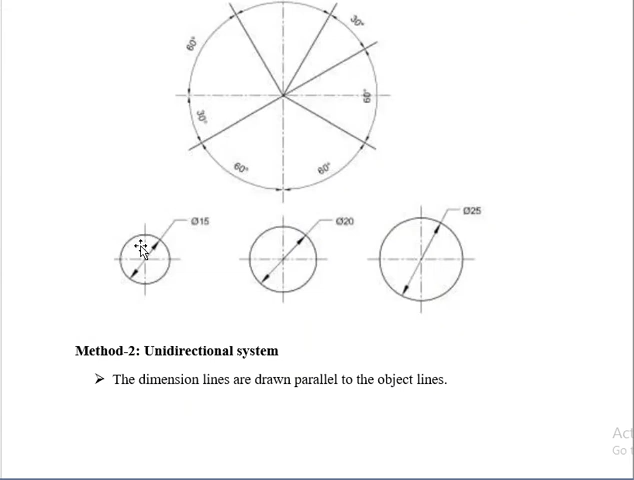 30°
60°
60°
30°
60°
60°
Ø15
Ø20
Ø25
Method-2: Unidirectional system
➢ The dimension lines are drawn parallel to the object lines.